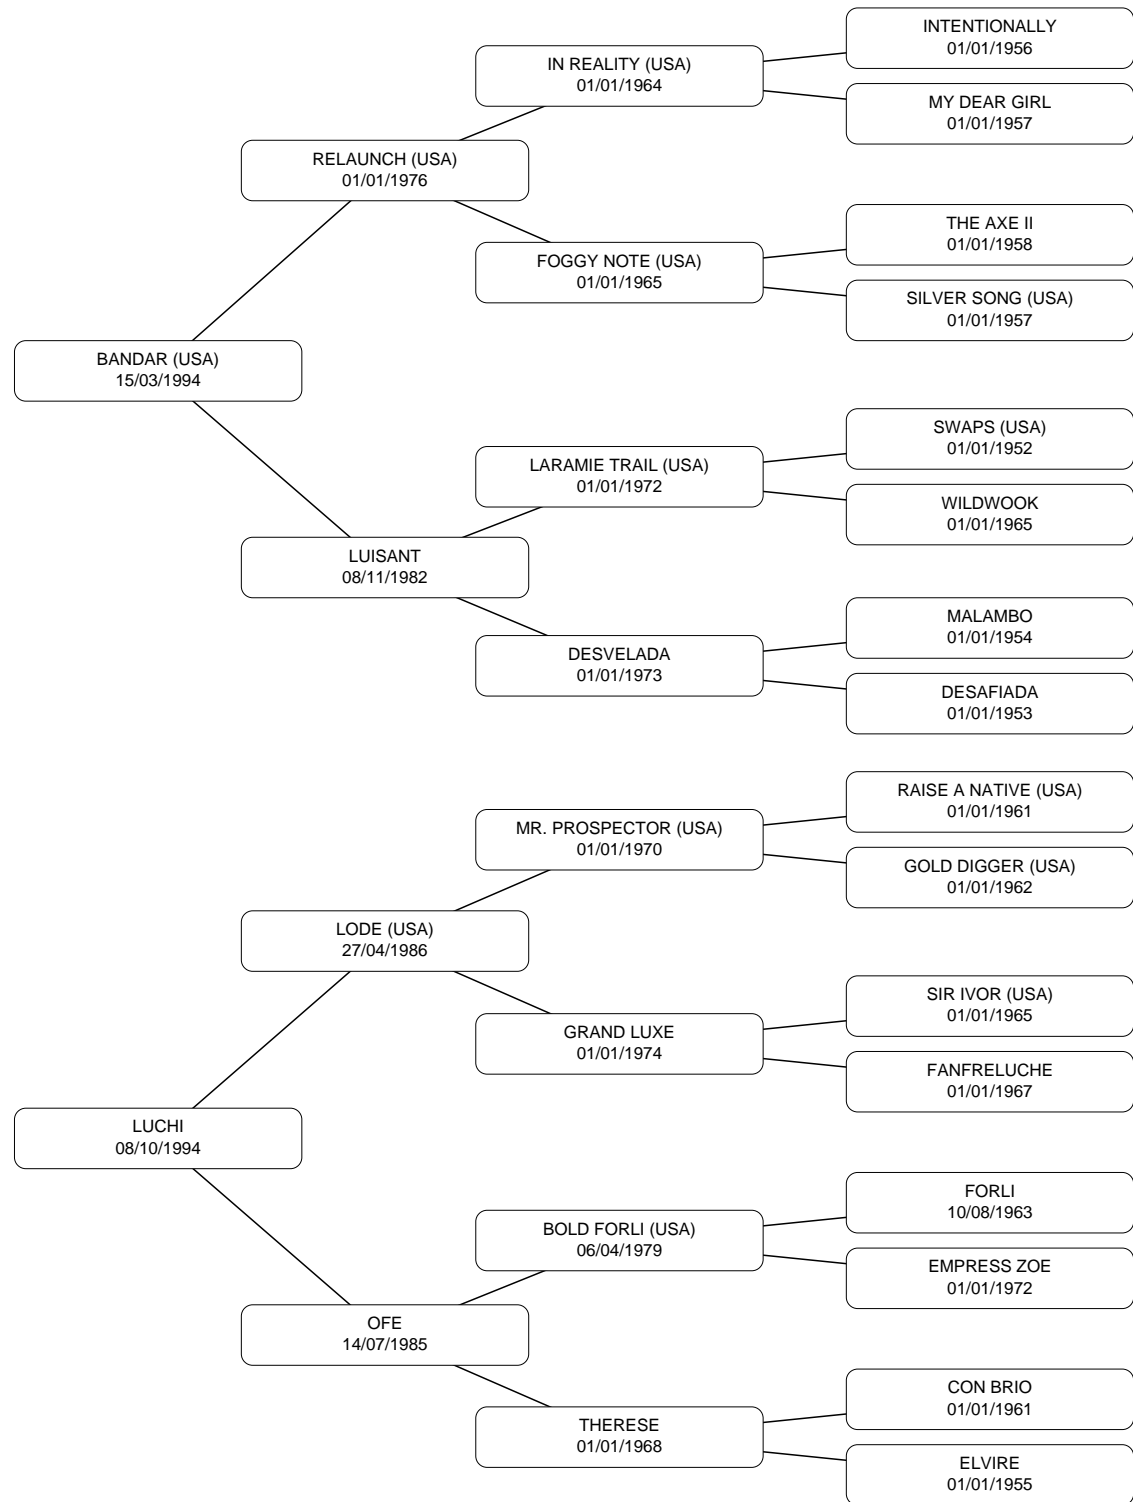 INTENTIONALLY
01/01/1956
IN REALITY (USA)
01/01/1964
MY DEAR GIRL
01/01/1957
RELAUNCH (USA)
01/01/1976
THE AXE II
01/01/1958
FOGGY NOTE (USA)
01/01/1965
SILVER SONG (USA)
01/01/1957
BANDAR (USA)
15/03/1994
SWAPS (USA)
01/01/1952
LARAMIE TRAIL (USA)
01/01/1972
WILDWOOK
01/01/1965
LUISANT
08/11/1982
MALAMBO
01/01/1954
DESVELADA
01/01/1973
DESAFIADA
01/01/1953
RAISE A NATIVE (USA)
01/01/1961
MR. PROSPECTOR (USA)
01/01/1970
GOLD DIGGER (USA)
01/01/1962
LODE (USA)
27/04/1986
SIR IVOR (USA)
01/01/1965
GRAND LUXE
01/01/1974
FANFRELUCHE
01/01/1967
LUCHI
08/10/1994
FORLI
10/08/1963
BOLD FORLI (USA)
06/04/1979
EMPRESS ZOE
01/01/1972
OFE
14/07/1985
CON BRIO
01/01/1961
THERESE
01/01/1968
ELVIRE
01/01/1955